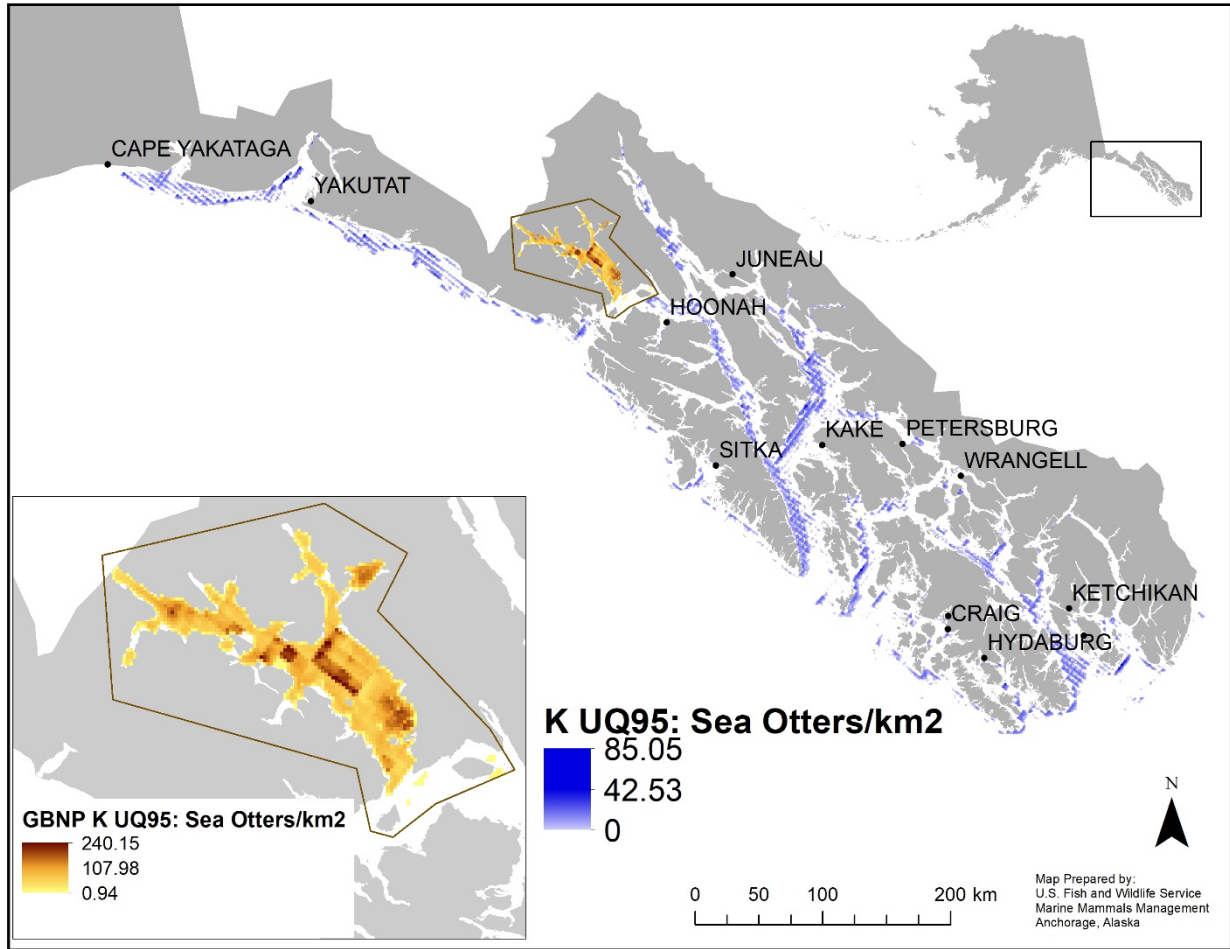 CAPE YAKATAGA
YAKUTAT
JUNEAU
HOONAH
KAKE
PETERSBURG
SITKA
WRANGELL
KETCHIKAN
CRAIG
HYDABURG
K UQ95: Sea Otters/km2
85.05
42.53
0
GBNP K UQ95: Sea Otters/km2
240.15
107.98
0.94
N
0 50 100 200 km
Map Prepared by:
U.S. Fish and Wildlife Service
Marine Mammals Management
Anchorage, Alaska